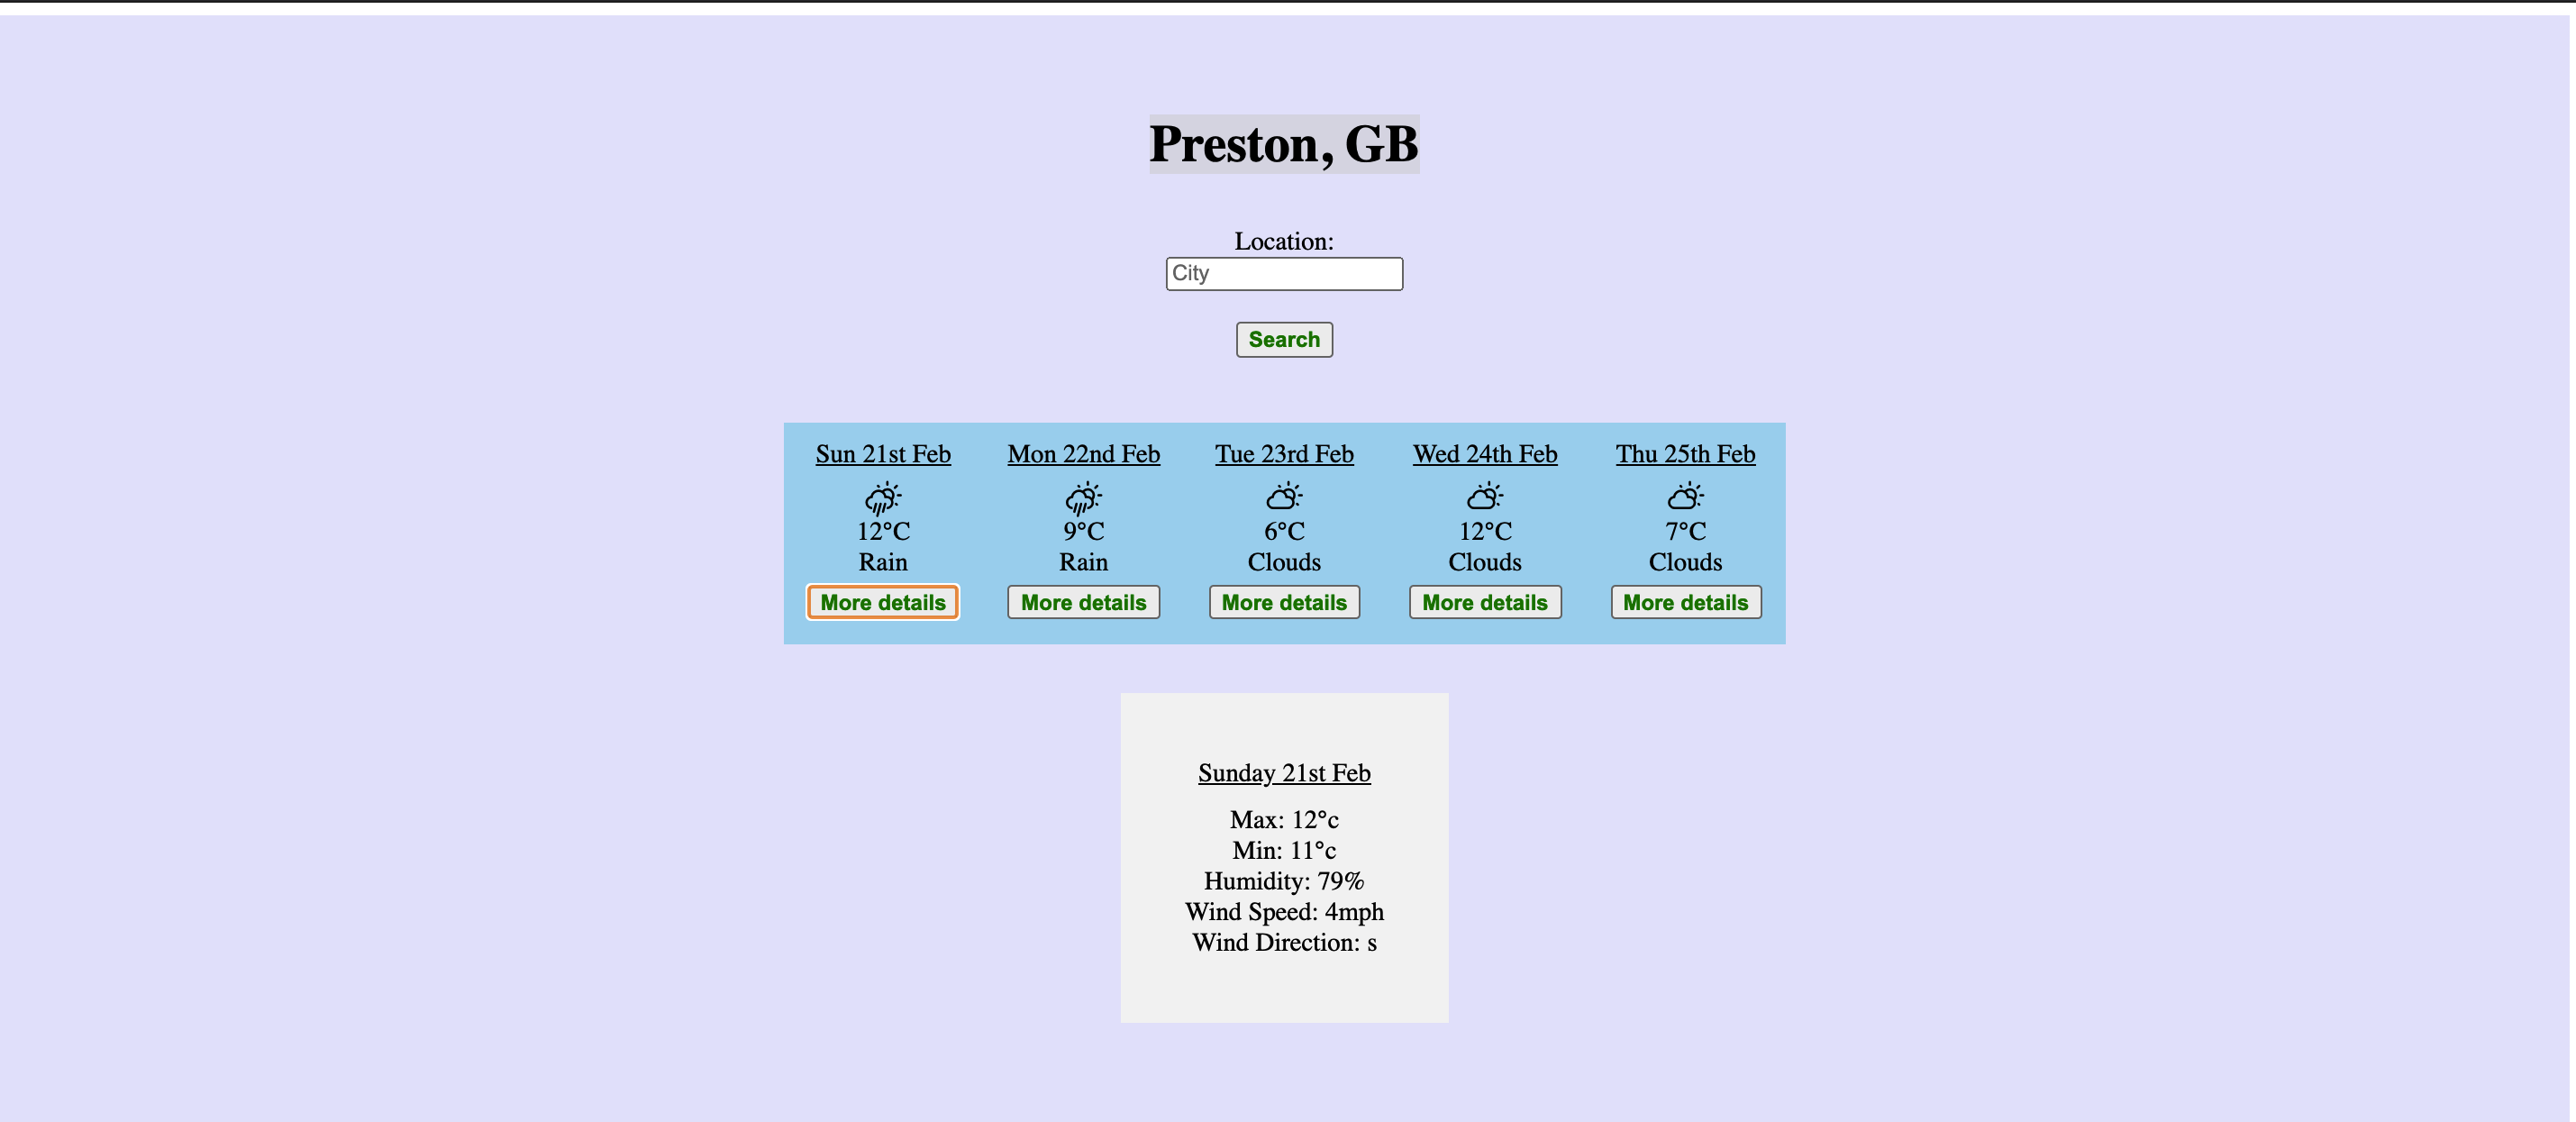 Preston, GB
Location:
City
Search
Sun 21st Feb
12°C
Rain
More details
Mon 22nd Feb
9°C
Rain
More details
Tue 23rd Feb
6°C
Clouds
More details
Wed 24th Feb
12°C
Clouds
More details
Thu 25th Feb
7°C
Clouds
More details
Sunday 21st Feb
Max: 12°c
Min: 11°c
Humidity: 79%
Wind Speed: 4mph
Wind Direction: s